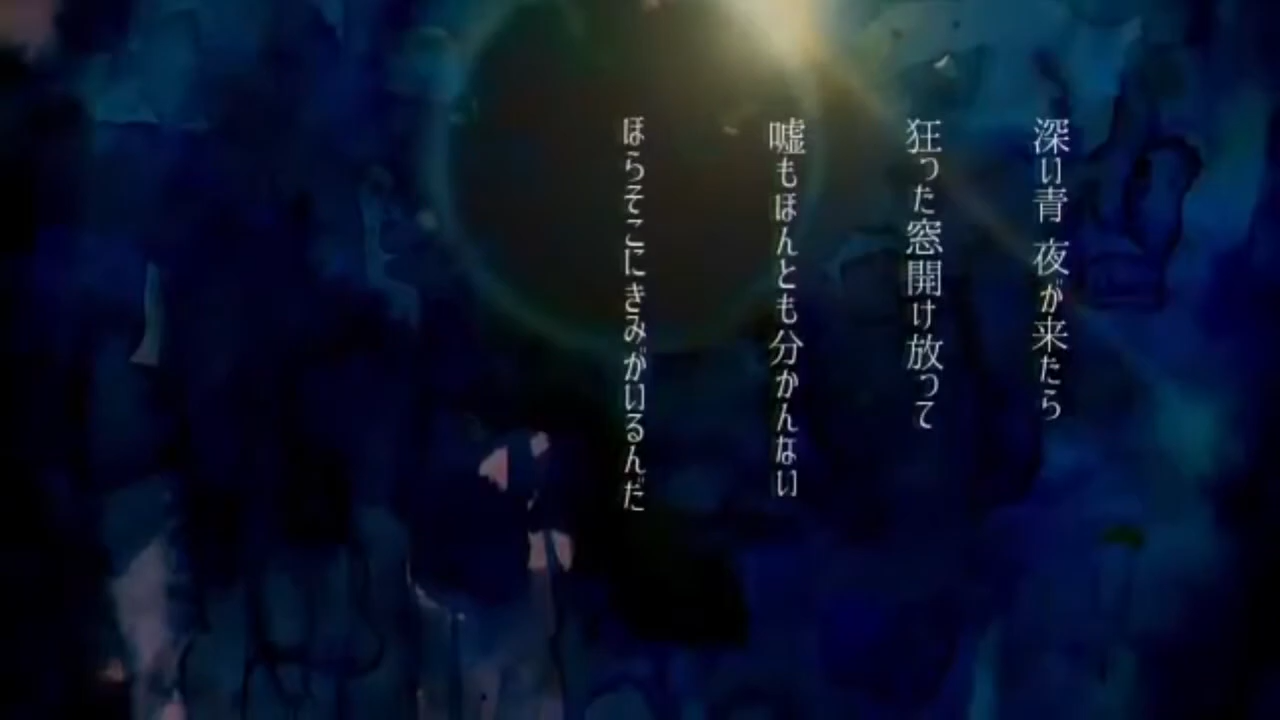 深い青 夜が来たら
狂った窓開け放って
嘘もほんとも分かんない
ほらそこにきみがいるんだ